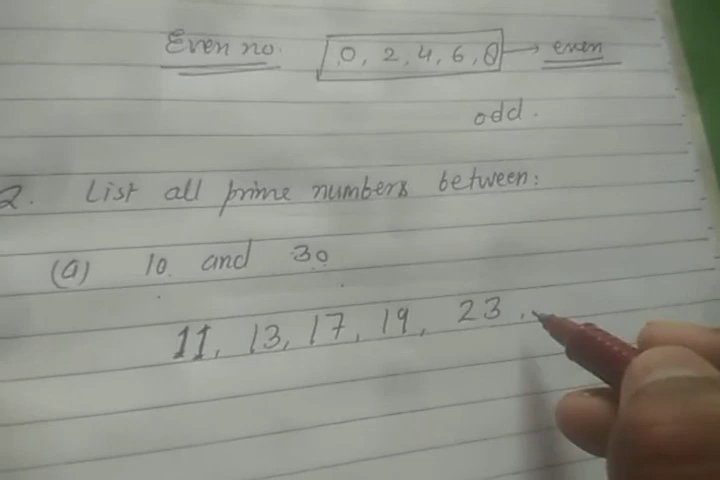 Even no. 0, 2, 4, 6, 8 → even
odd.
2. List all prime numbers between:
(a) 10 and 30
11, 13, 17, 19, 23,